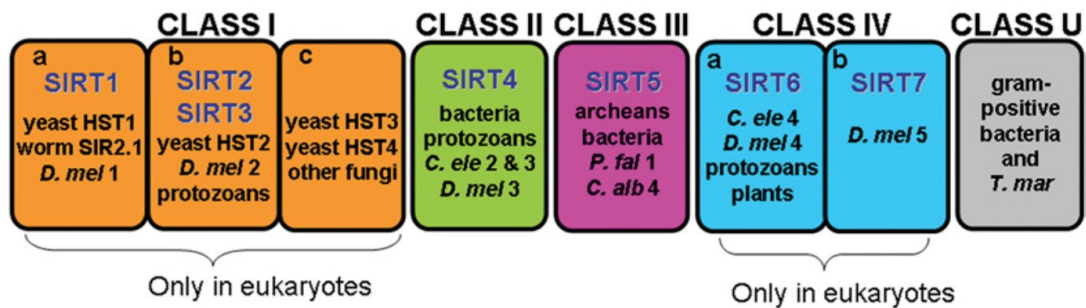 CLASS I
CLASS II
CLASS III
CLASS IV
CLASS U
a
SIRT1
yeast HST1
worm SIR2.1
D. mel 1
b
SIRT2
SIRT3
yeast HST2
D. mel 2
protozoans
c
yeast HST3
yeast HST4
other fungi
SIRT4
bacteria
protozoans
C. ele 2 & 3
D. mel 3
SIRT5
archeans
bacteria
P. fal 1
C. alb 4
a
SIRT6
C. ele 4
D. mel 4
protozoans
plants
b
SIRT7
D. mel 5
gram-
positive
bacteria
and
T. mar
Only in eukaryotes
Only in eukaryotes